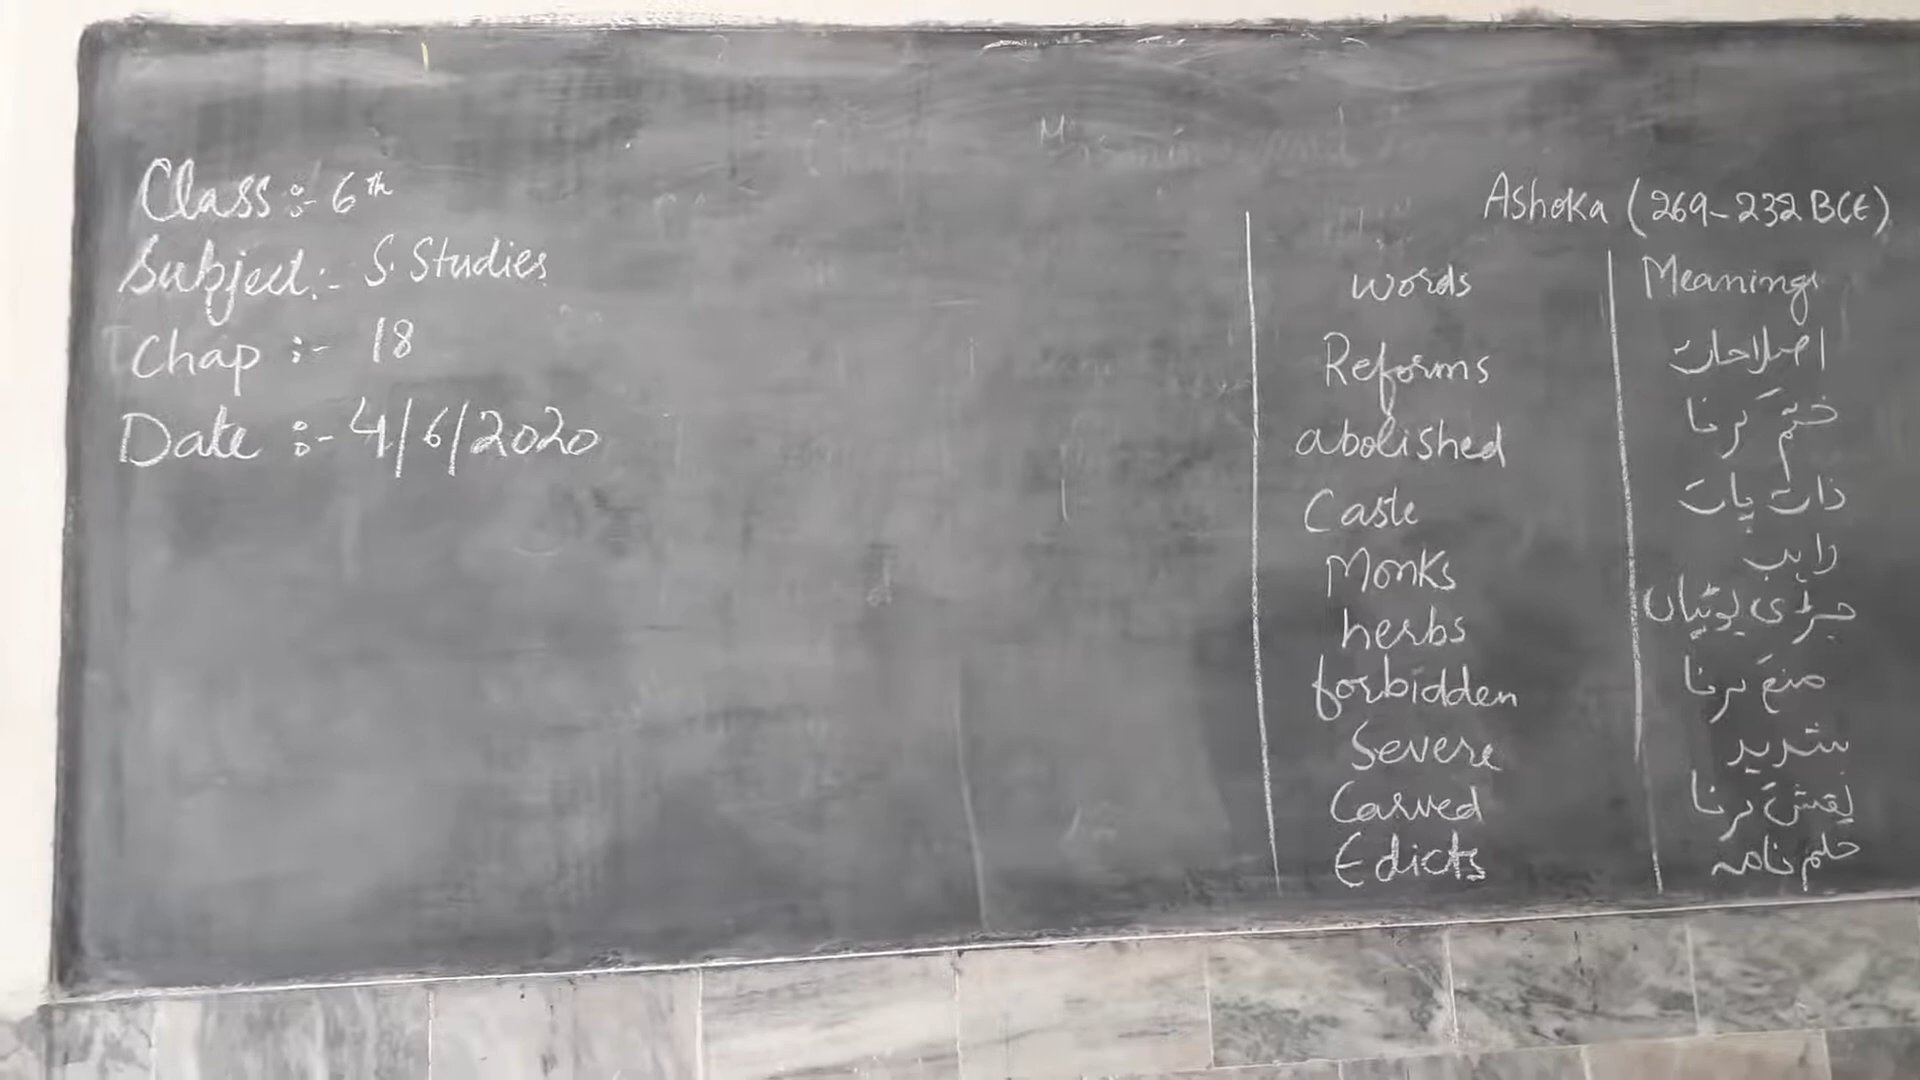 Class :- 6th
Subject :- S. Studies
Chap :- 18
Date :- 4/6/2020
Ashoka (269-232 BCE)
words Meanings
Reforms اصلاحات
abolished ختم کرنا
Caste ذات پات
Monks راہب
herbs جڑی بوٹیاں
forbidden منع کرنا
Severe شدید
Carved نقش کرنا
Edicts حکم نامہ